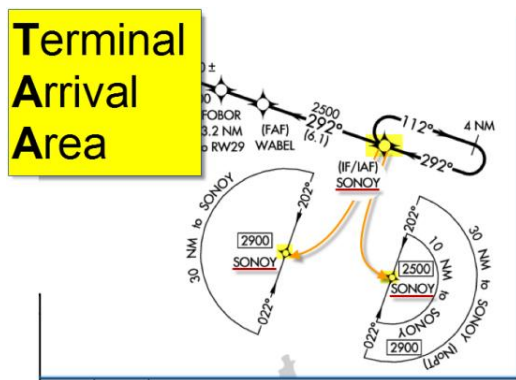 Terminal
Arrival
Area
FOBOR
3.2 NM
RW29
(FAF)
WABEL
2500
292°
(6.1)
112°
4 NM
292°
(IF/IAF)
SONOY
30 NM to SONOY
202°
2900
SONOY
022°
202°
10 NM to SONOY
2500
SONOY
30 NM to SONOY (NoPT)
022°
2900